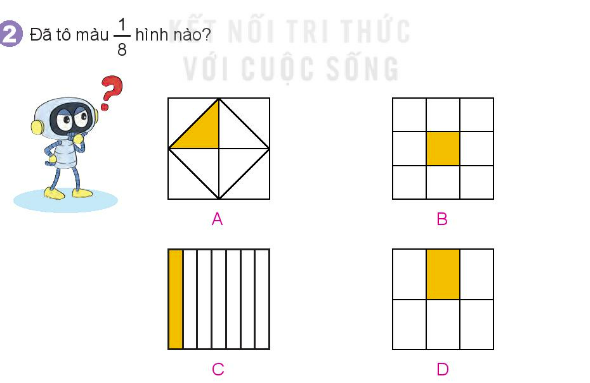 KẾT NỐI TRI THỨC
VỚI CUỘC SỐNG
2 Đã tô màu 1/8 hình nào?
?
A
B
C
D